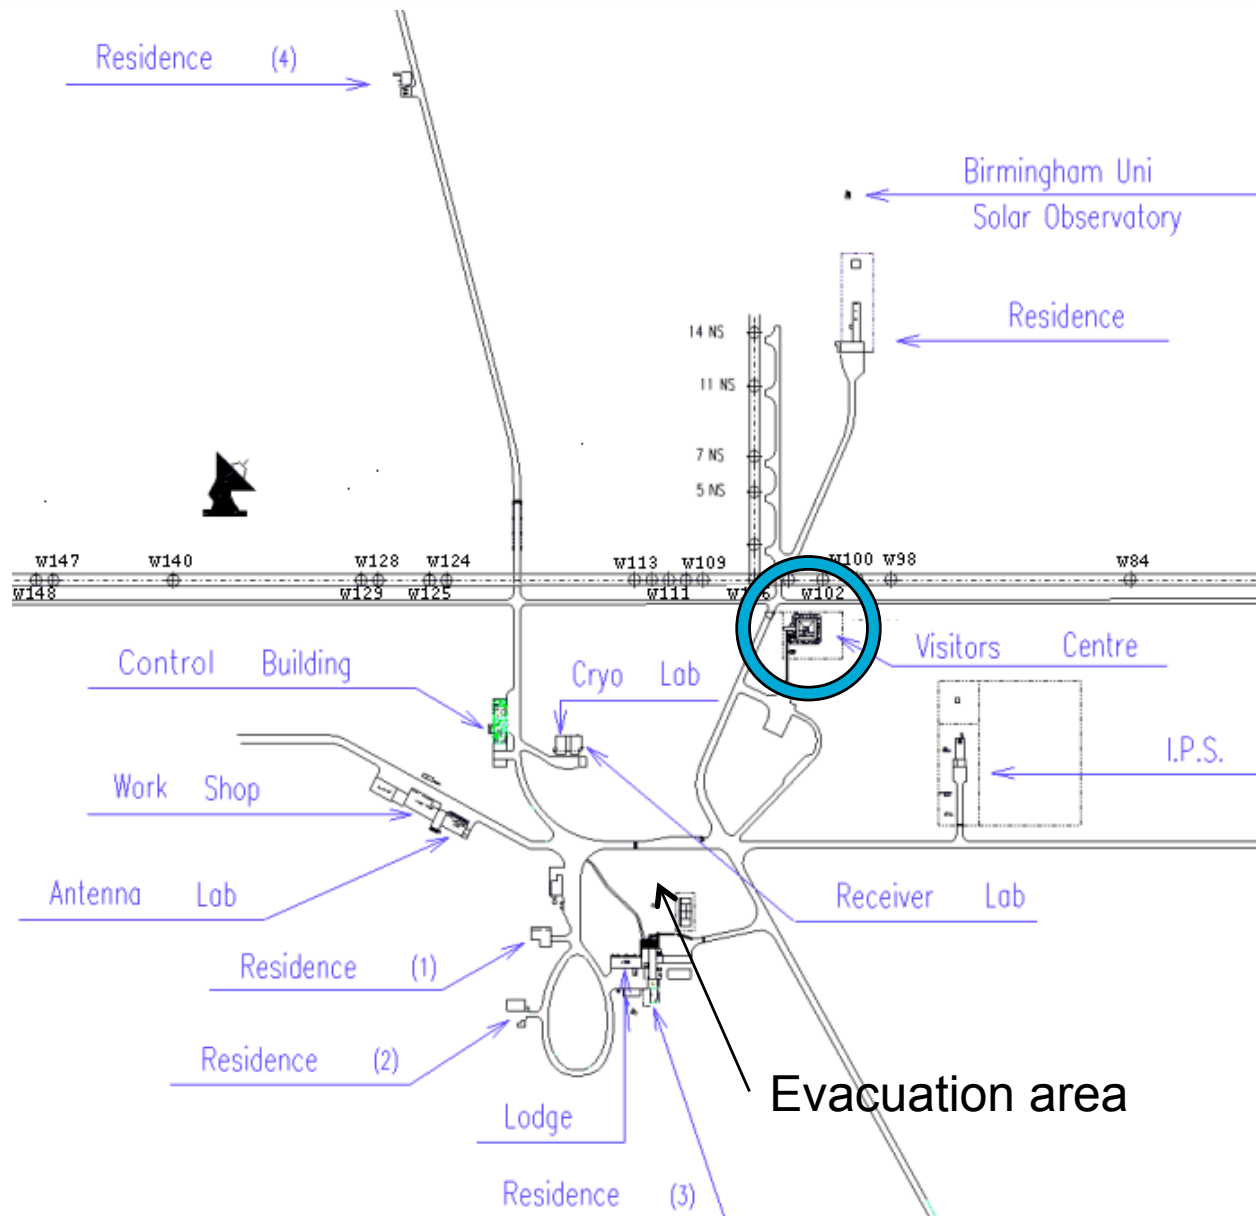 Residence (4)
Birmingham Uni
Solar Observatory
Residence
14 NS
11 NS
7 NS
5 NS
W147
W140
W128
W124
W113
W109
W100
W98
W84
W148
W129
W125
W111
W102
Visitors Centre
Control Building
Cryo Lab
I.P.S.
Work Shop
Antenna Lab
Receiver Lab
Residence (1)
Residence (2)
Evacuation area
Lodge
Residence (3)